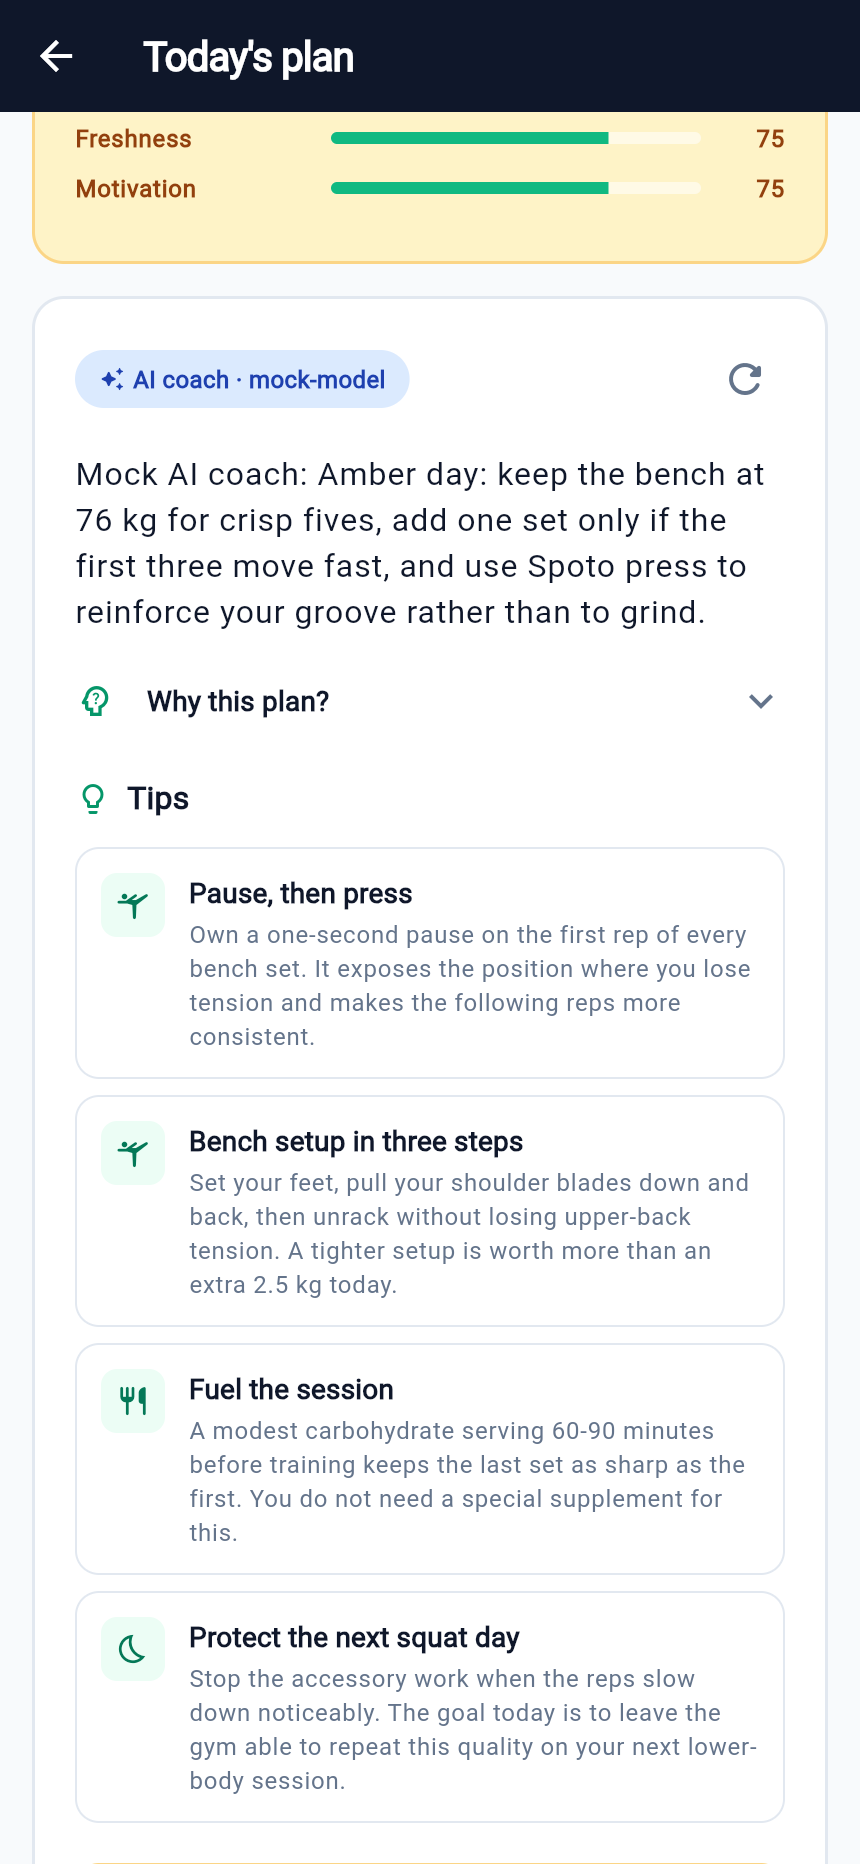 Today's plan
Freshness 75
Motivation 75
AI coach · mock-model
Mock AI coach: Amber day: keep the bench at
76 kg for crisp fives, add one set only if the
first three move fast, and use Spoto press to
reinforce your groove rather than to grind.
Why this plan?
Tips
Pause, then press
Own a one-second pause on the first rep of every
bench set. It exposes the position where you lose
tension and makes the following reps more
consistent.
Bench setup in three steps
Set your feet, pull your shoulder blades down and
back, then unrack without losing upper-back
tension. A tighter setup is worth more than an
extra 2.5 kg today.
Fuel the session
A modest carbohydrate serving 60-90 minutes
before training keeps the last set as sharp as the
first. You do not need a special supplement for
this.
Protect the next squat day
Stop the accessory work when the reps slow
down noticeably. The goal today is to leave the
gym able to repeat this quality on your next lower-
body session.